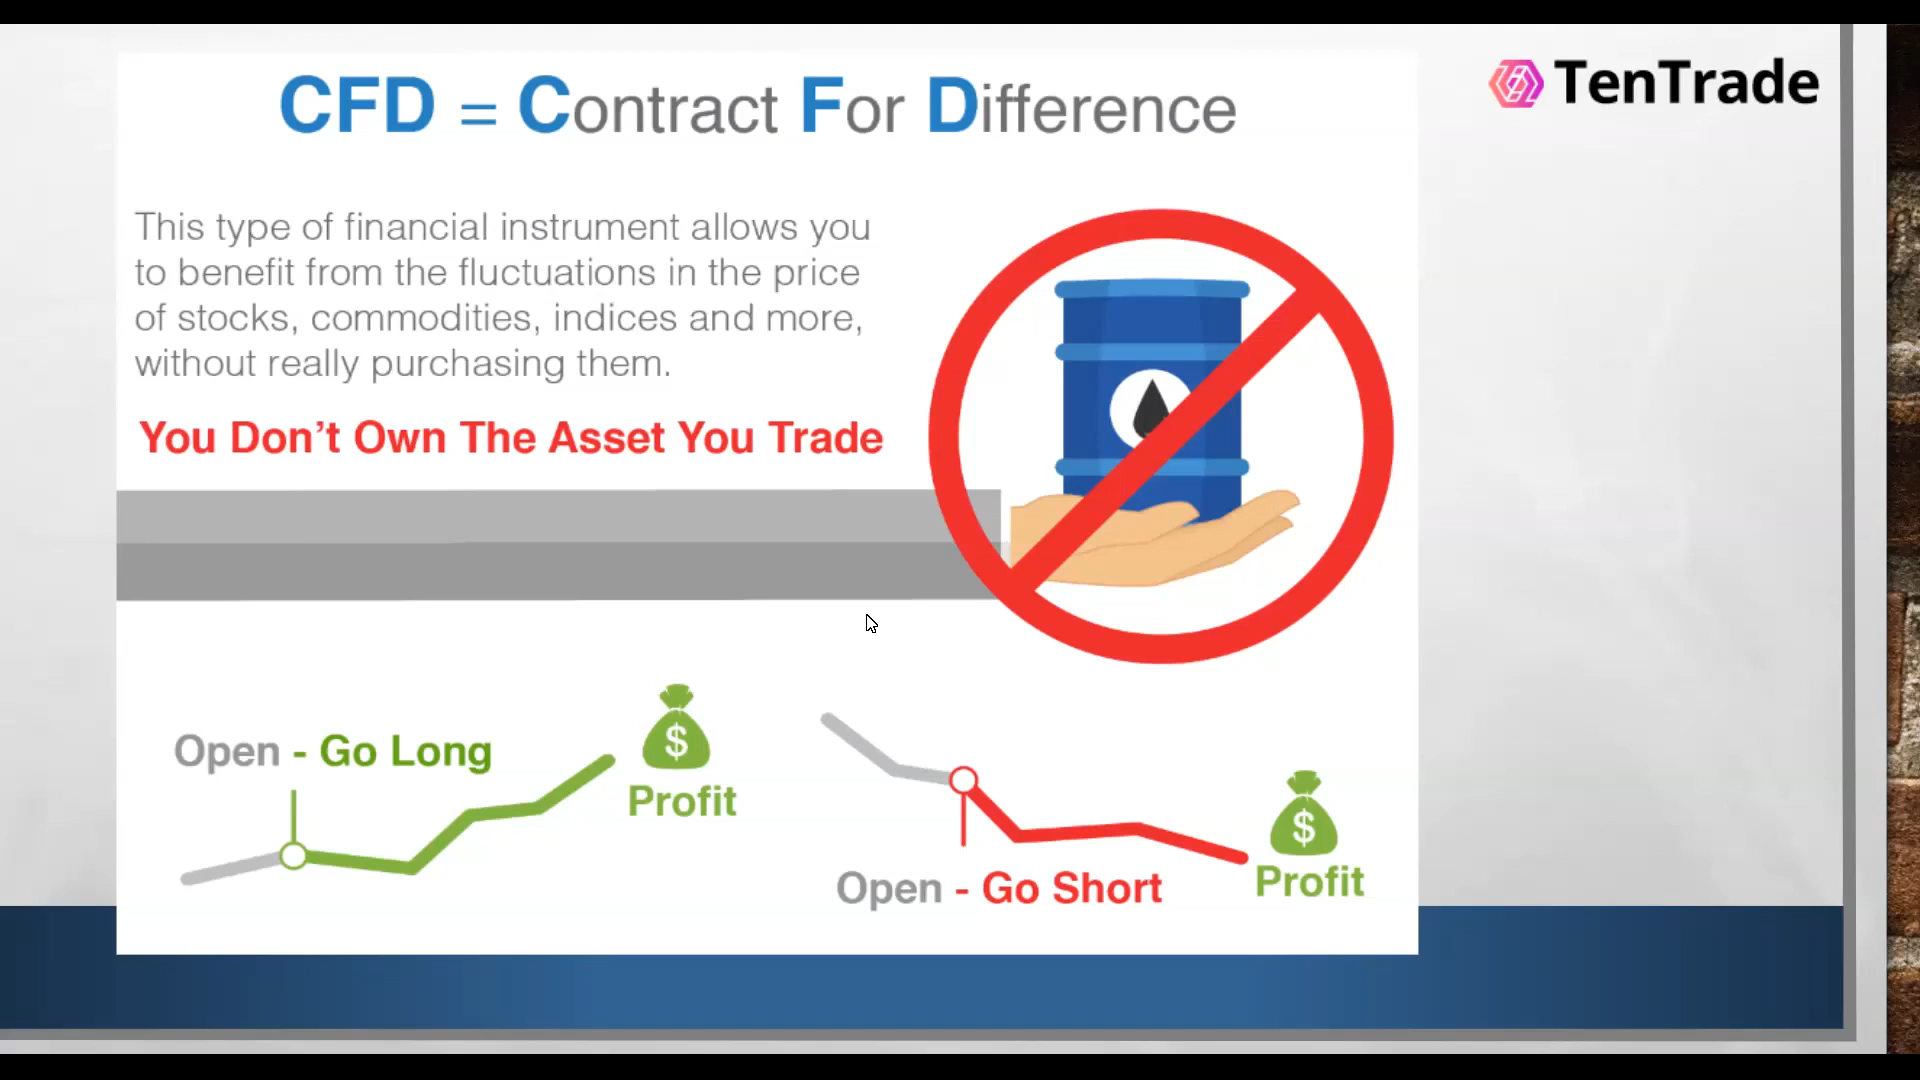 CFD = Contract For Difference
TenTrade
This type of financial instrument allows you
to benefit from the fluctuations in the price
of stocks, commodities, indices and more,
without really purchasing them.
You Don’t Own The Asset You Trade
Open - Go Long
$
Profit
$
Open - Go Short
Profit